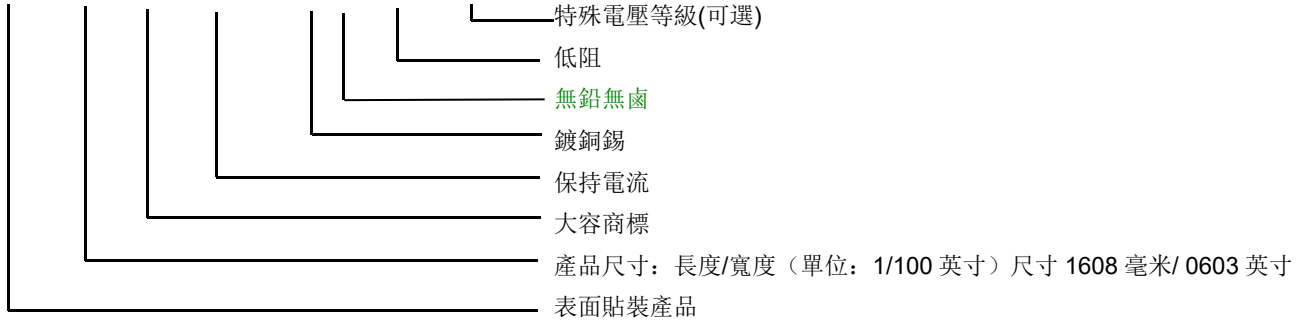 特殊電壓等級(可選)
低阻
無鉛無鹵
鍍銅錫
保持電流
大容商標
產品尺寸：長度/寬度（單位：1/100 英寸）尺寸 1608 毫米/ 0603 英寸
表面貼裝產品